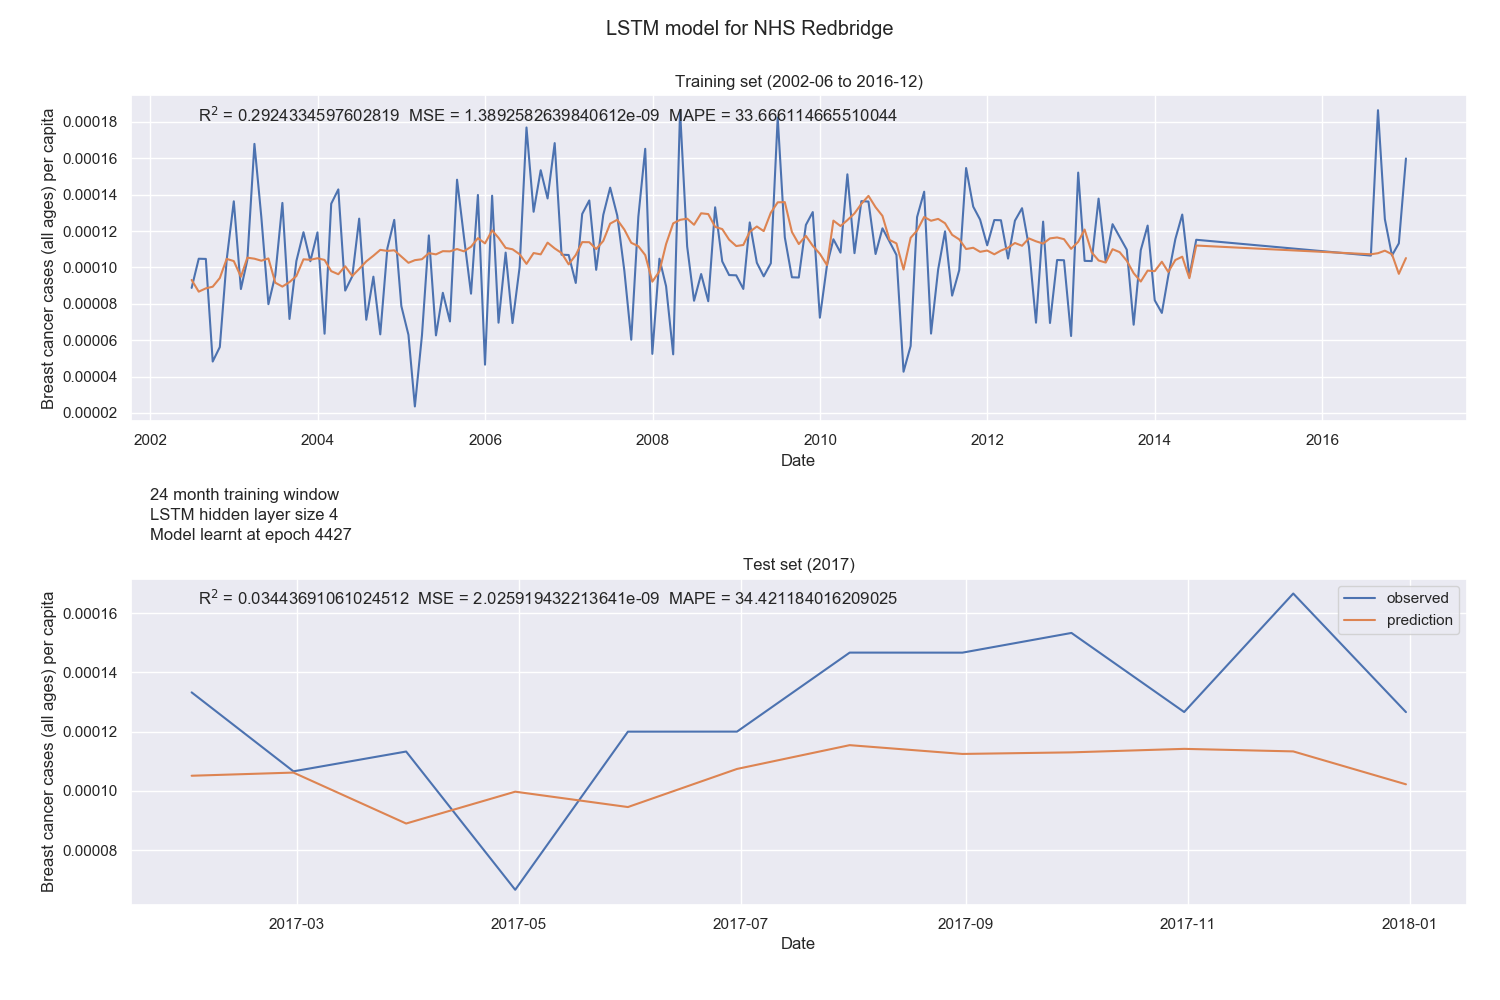 LSTM model for NHS Redbridge
Training set (2002-06 to 2016-12)
R² = 0.2924334597602819 MSE = 1.3892582639840612e-09 MAPE = 33.666114665510044
Breast cancer cases (all ages) per capita
0.00018
0.00016
0.00014
0.00012
0.00010
0.00008
0.00006
0.00004
0.00002
2002 2004 2006 2008 2010 2012 2014 2016
Date
24 month training window
LSTM hidden layer size 4
Model learnt at epoch 4427
Test set (2017)
R² = 0.03443691061024512 MSE = 2.025919432213641e-09 MAPE = 34.421184016209025
observed
prediction
Breast cancer cases (all ages) per capita
0.00016
0.00014
0.00012
0.00010
0.00008
2017-03 2017-05 2017-07 2017-09 2017-11 2018-01
Date